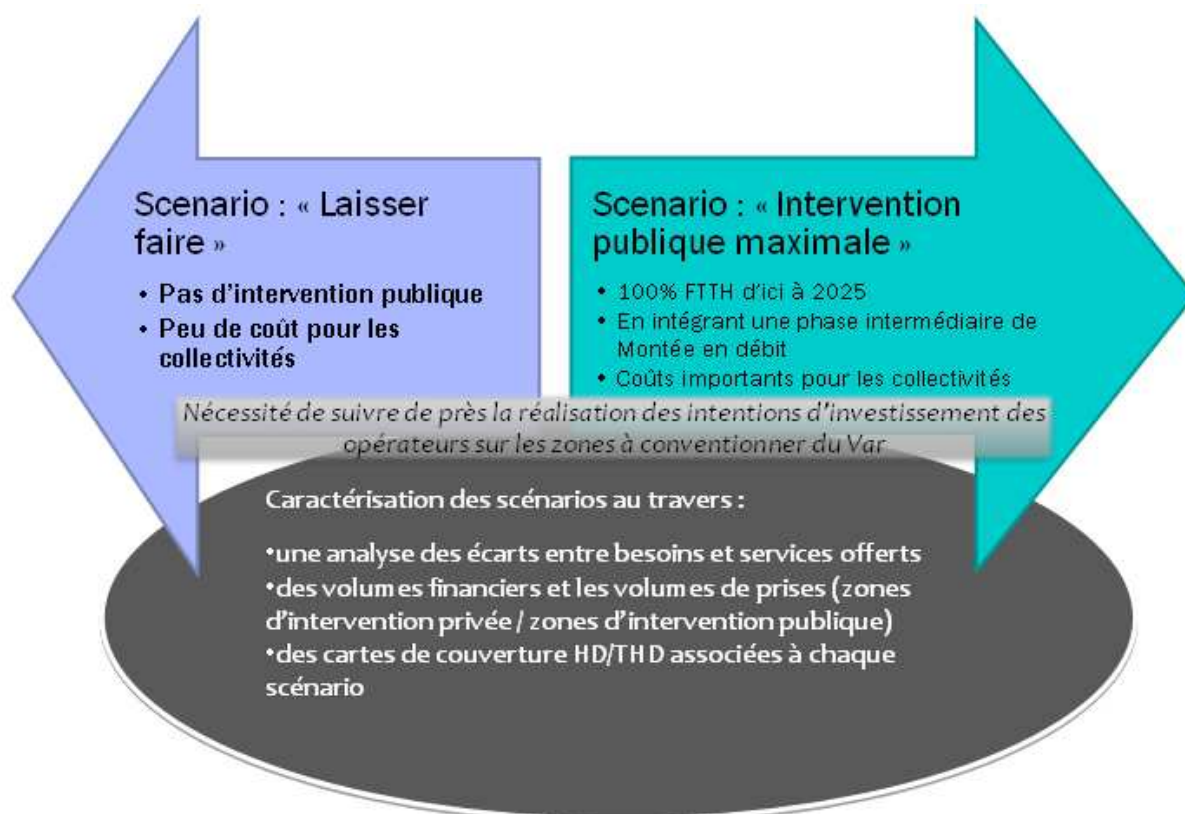 Scenario : « Laisser
faire »
• Pas d'intervention publique
• Peu de coût pour les
collectivités
Scenario : « Intervention
publique maximale »
• 100% FTTH d'ici à 2025
• En intégrant une phase intermédiaire de
Montée en débit
• Coûts importants pour les collectivités
Nécessité de suivre de près la réalisation des intentions d'investissement des
opérateurs sur les zones à conventionner du Var
Caractérisation des scénarios au travers :
•une analyse des écarts entre besoins et services offerts
•des volumes financiers et les volumes de prises (zones
d'intervention privée / zones d'intervention publique)
•des cartes de couverture HD/THD associées à chaque
scénario